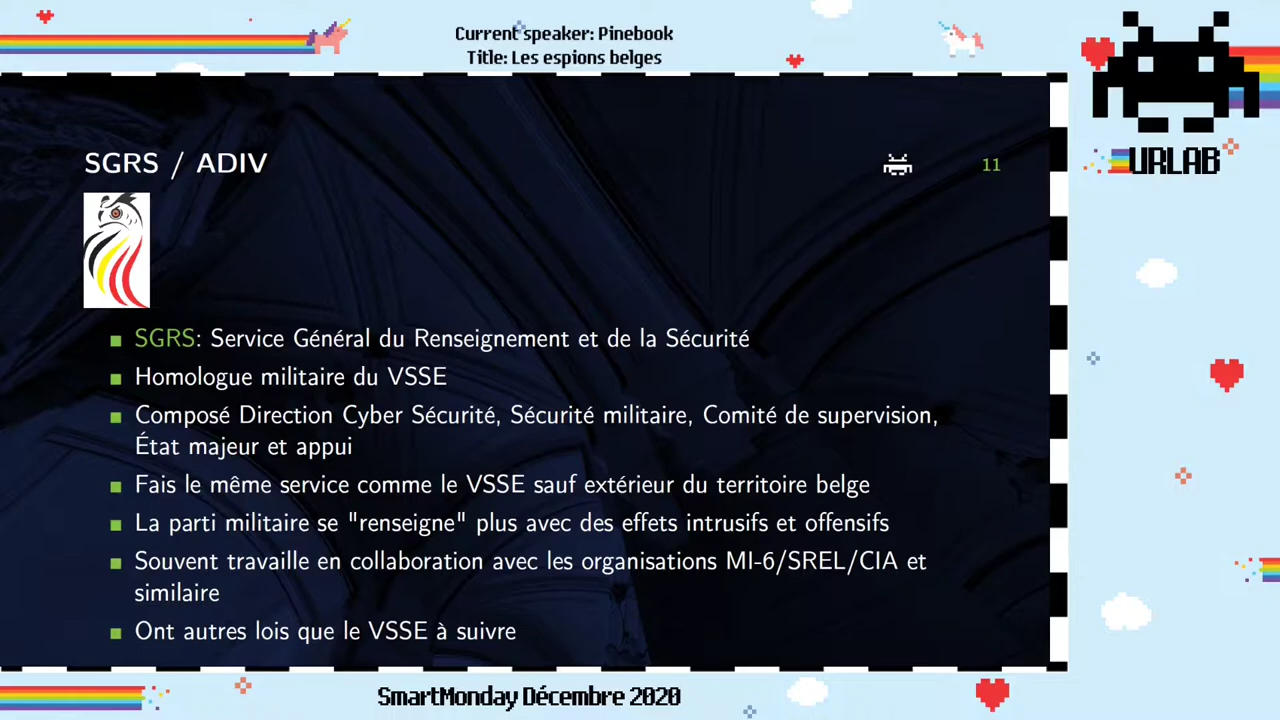 Current speaker: Pinebook
Title: Les espions belges
URLAB
SGRS / ADIV
11
SGRS: Service Général du Renseignement et de la Sécurité
Homologue militaire du VSSE
Composé Direction Cyber Sécurité, Sécurité militaire, Comité de supervision,
État majeur et appui
Fais le même service comme le VSSE sauf extérieur du territoire belge
La parti militaire se "renseigne" plus avec des effets intrusifs et offensifs
Souvent travaille en collaboration avec les organisations MI-6/SREL/CIA et
similaire
Ont autres lois que le VSSE à suivre
SmartMonday Décembre 2020